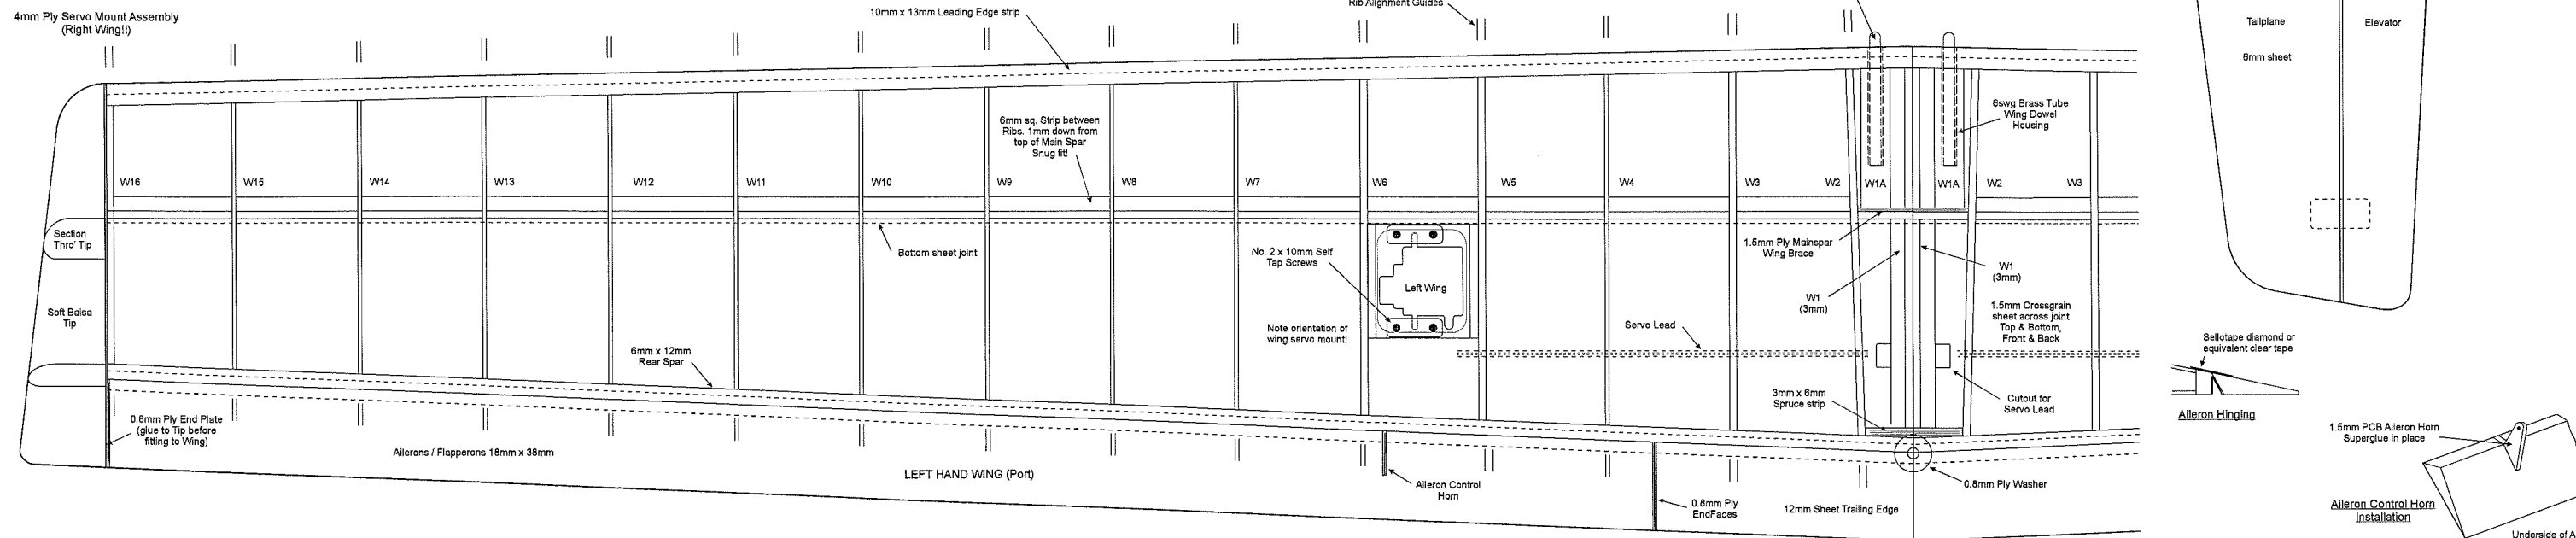 4mm Ply Servo Mount Assembly
(Right Wing!!)
10mm x 13mm Leading Edge strip
Rib Alignment Guides
Tailplane
Elevator
6mm sheet
6mm sq. Strip between
Ribs. 1mm down from
top of Main Spar
Snug fit!
6swg Brass Tube
Wing Dowel
Housing
W16
W15
W14
W13
W12
W11
W10
W9
W8
W7
W6
W5
W4
W3
W2
W1A
W1A
W2
W3
Section
Thro' Tip
Bottom sheet joint
No. 2 x 10mm Self
Tap Screws
Left Wing
1.5mm Ply Mainspar
Wing Brace
W1
(3mm)
W1
(3mm)
Soft Balsa
Tip
Note orientation of
wing servo mount!
Servo Lead
1.5mm Crossgrain
sheet across joint
Top & Bottom,
Front & Back
6mm x 12mm
Rear Spar
Sellotape diamond or
equivalent clear tape
3mm x 6mm
Spruce strip
Cutout for
Servo Lead
Aileron Hinging
0.8mm Ply End Plate
(glue to Tip before
fitting to Wing)
Ailerons / Flapperons 18mm x 38mm
LEFT HAND WING (Port)
Aileron Control
Horn
0.8mm Ply
EndFaces
0.8mm Ply Washer
12mm Sheet Trailing Edge
1.5mm PCB Aileron Horn
Superglue in place
Aileron Control Horn
Installation
Underside of A